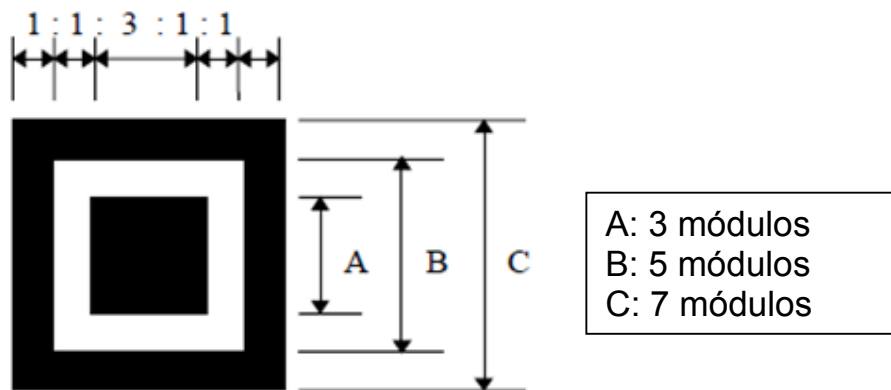 1 : 1 : 3 : 1 : 1
A B C
A: 3 módulos
B: 5 módulos
C: 7 módulos